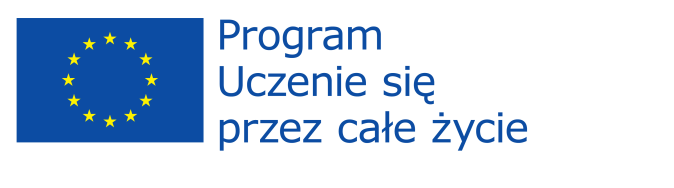 Program
Uczenie się
przez całe życie